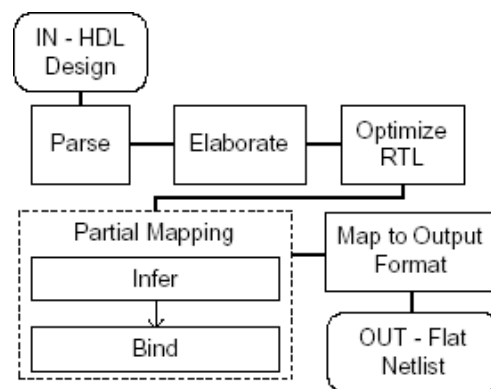 IN - HDL
Design
Parse
Elaborate
Optimize
RTL
Partial Mapping
Infer
Bind
Map to Output
Format
OUT - Flat
Netlist